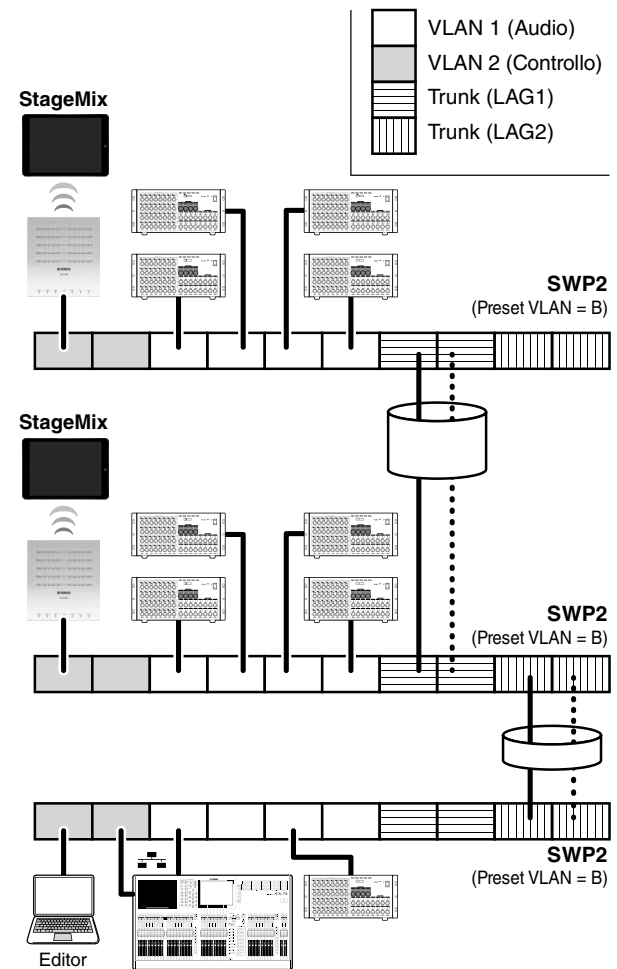 VLAN 1 (Audio)
VLAN 2 (Controllo)
Trunk (LAG1)
Trunk (LAG2)
StageMix
SWP2
(Preset VLAN = B)
StageMix
SWP2
(Preset VLAN = B)
SWP2
(Preset VLAN = B)
Editor